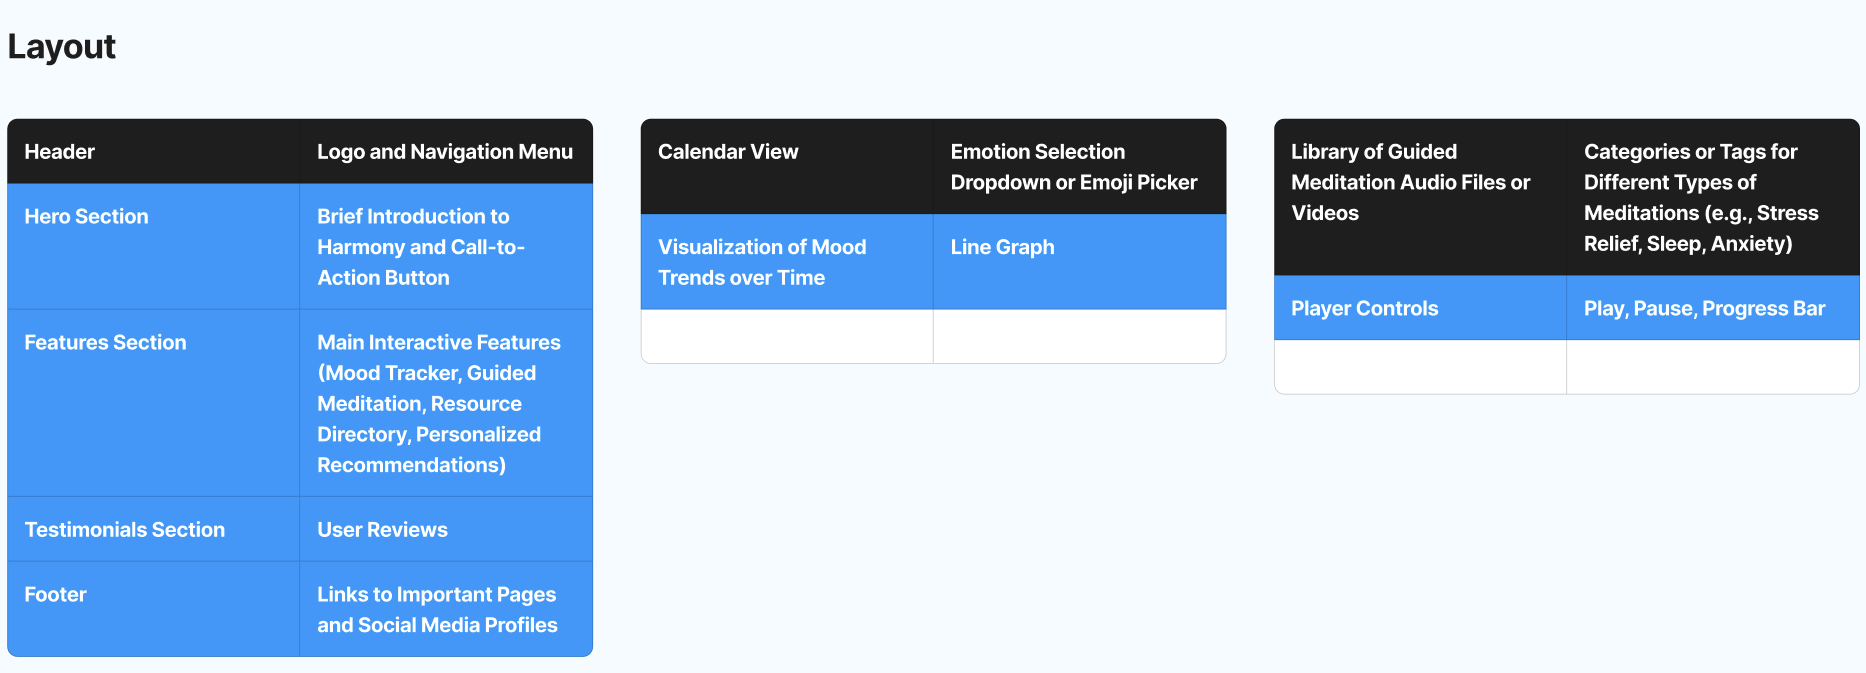 Layout
Header
Logo and Navigation Menu
Hero Section
Brief Introduction to
Harmony and Call-to-
Action Button
Features Section
Main Interactive Features
(Mood Tracker, Guided
Meditation, Resource
Directory, Personalized
Recommendations)
Testimonials Section
User Reviews
Footer
Links to Important Pages
and Social Media Profiles
Calendar View
Emotion Selection
Dropdown or Emoji Picker
Visualization of Mood
Trends over Time
Line Graph
Library of Guided
Meditation Audio Files or
Videos
Categories or Tags for
Different Types of
Meditations (e.g., Stress
Relief, Sleep, Anxiety)
Player Controls
Play, Pause, Progress Bar